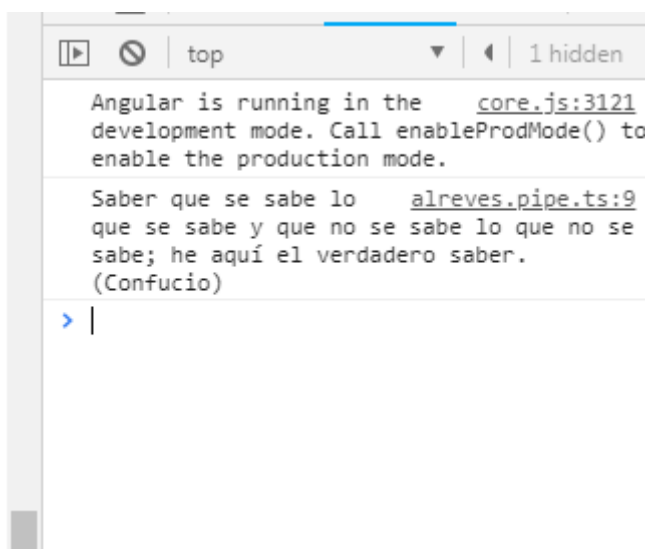 top ▼ 1 hidden
Angular is running in the core.js:3121
development mode. Call enableProdMode() to
enable the production mode.
Saber que se sabe lo alreves.pipe.ts:9
que se sabe y que no se sabe lo que no se
sabe; he aquí el verdadero saber.
(Confucio)
>